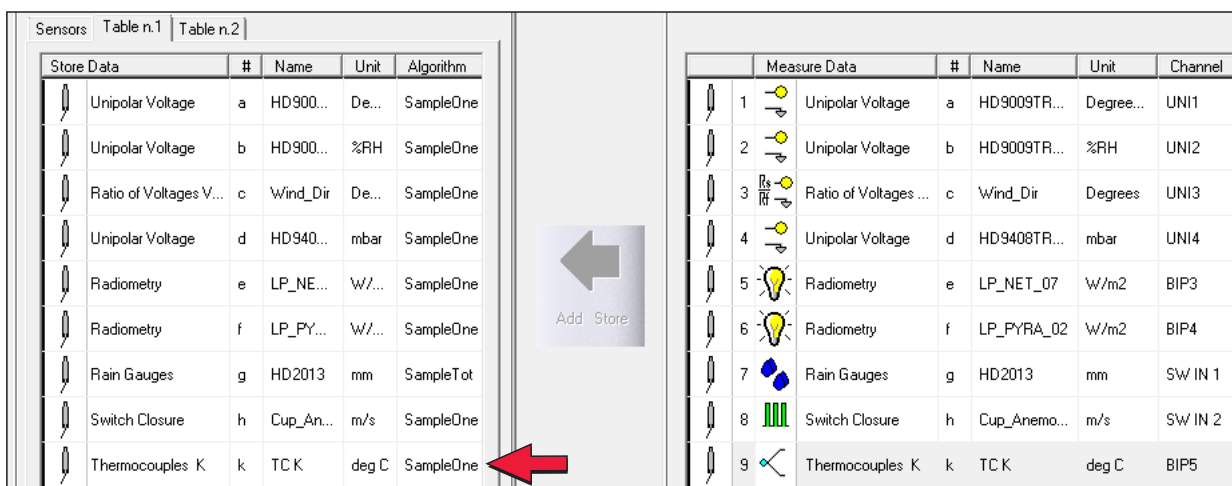 Sensors Table n.1 Table n.2
Store Data # Name Unit Algorithm
Unipolar Voltage a HD900... De... SampleOne
Unipolar Voltage b HD900... %RH SampleOne
Ratio of Voltages V... c Wind_Dir De... SampleOne
Unipolar Voltage d HD940... mbar SampleOne
Radiometry e LP_NE... W/... SampleOne
Radiometry f LP_PY... W/... SampleOne
Rain Gauges g HD2013 mm SampleTot
Switch Closure h Cup_An... m/s SampleOne
Thermocouples K k TC K deg C SampleOne
Add Store
Measure Data # Name Unit Channel
1 Unipolar Voltage a HD9009TR... Degree... UNI1
2 Unipolar Voltage b HD9009TR... %RH UNI2
3 Rs Rf Ratio of Voltages ... c Wind_Dir Degrees UNI3
4 Unipolar Voltage d HD9408TR... mbar UNI4
5 Radiometry e LP_NET_07 W/m2 BIP3
6 Radiometry f LP_PYRA_02 W/m2 BIP4
7 Rain Gauges g HD2013 mm SW IN 1
8 Switch Closure h Cup_Anemo... m/s SW IN 2
9 Thermocouples K k TC K deg C BIP5